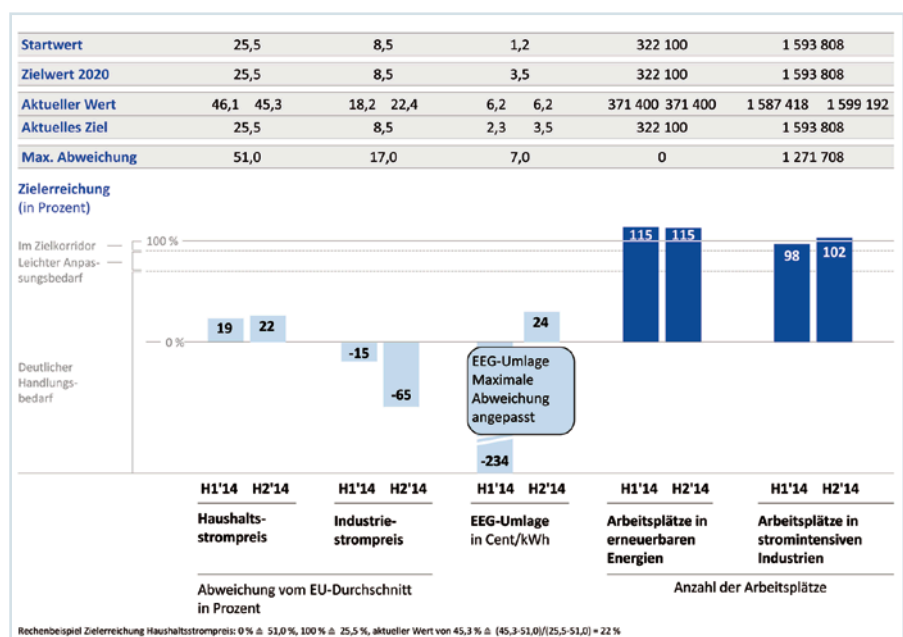 Startwert 25,5 8,5 1,2 322 100 1 593 808
Zielwert 2020 25,5 8,5 3,5 322 100 1 593 808
Aktueller Wert 46,1 45,3 18,2 22,4 6,2 6,2 371 400 371 400 1 587 418 1 599 192
Aktuelles Ziel 25,5 8,5 2,3 3,5 322 100 1 593 808
Max. Abweichung 51,0 17,0 7,0 0 1 271 708
Zielerreichung
(in Prozent)
Im Zielkorridor
100 %
Leichter Anpas-
sungsbedarf
0 %
Deutlicher
Handlungs-
bedarf
19 22
-15
-65
24
EEG-Umlage
Maximale
Abweichung
angepasst
-234
115 115
98 102
H1'14 H2'14 H1'14 H2'14 H1'14 H2'14 H1'14 H2'14 H1'14 H2'14
Haushalts-
strompreis
Industrie-
strompreis
EEG-Umlage
in Cent/kWh
Arbeitsplätze in
erneuerbaren
Energien
Arbeitsplätze in
stromintensiven
Industrien
Abweichung vom EU-Durchschnitt
in Prozent
Anzahl der Arbeitsplätze
Rechenbeispiel Zielerreichung Haushaltsstrompreis: 0 % ≙ 51,0 %, 100 % ≙ 25,5 %, aktueller Wert von 45,3 % ≙ (45,3-51,0)/(25,5-51,0) = 22 %